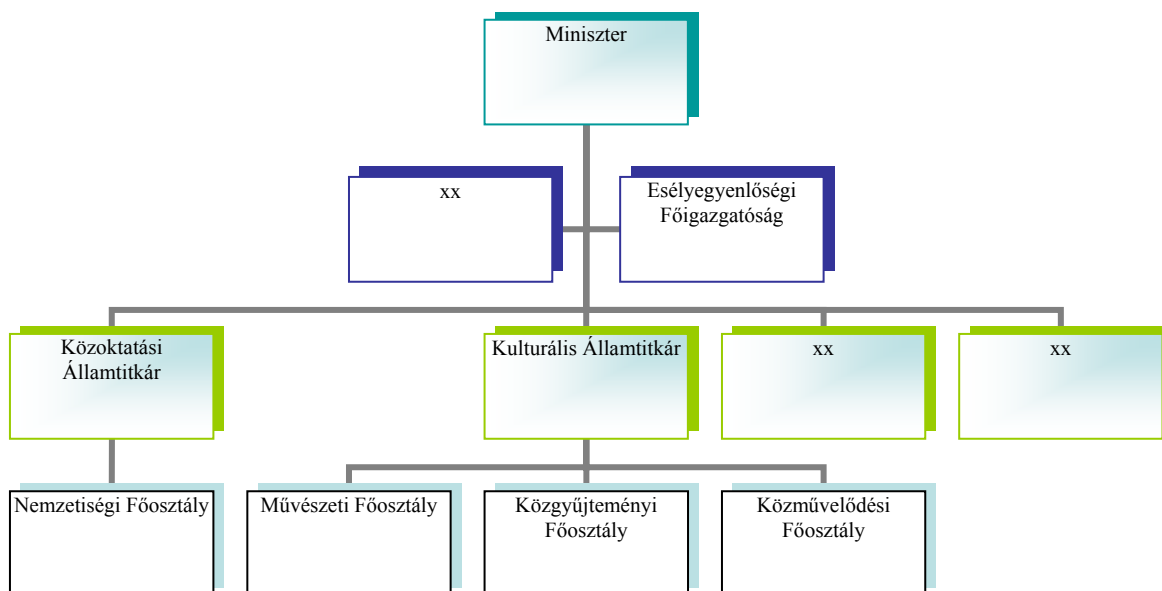 Miniszter
xx
Esélyegyenlőségi
Főigazgatóság
Közoktatási
Államtitkár
Kulturális Államtitkár
xx
xx
Nemzetiségi Főosztály
Művészeti Főosztály
Közgyűjteményi
Főosztály
Közművelődési
Főosztály